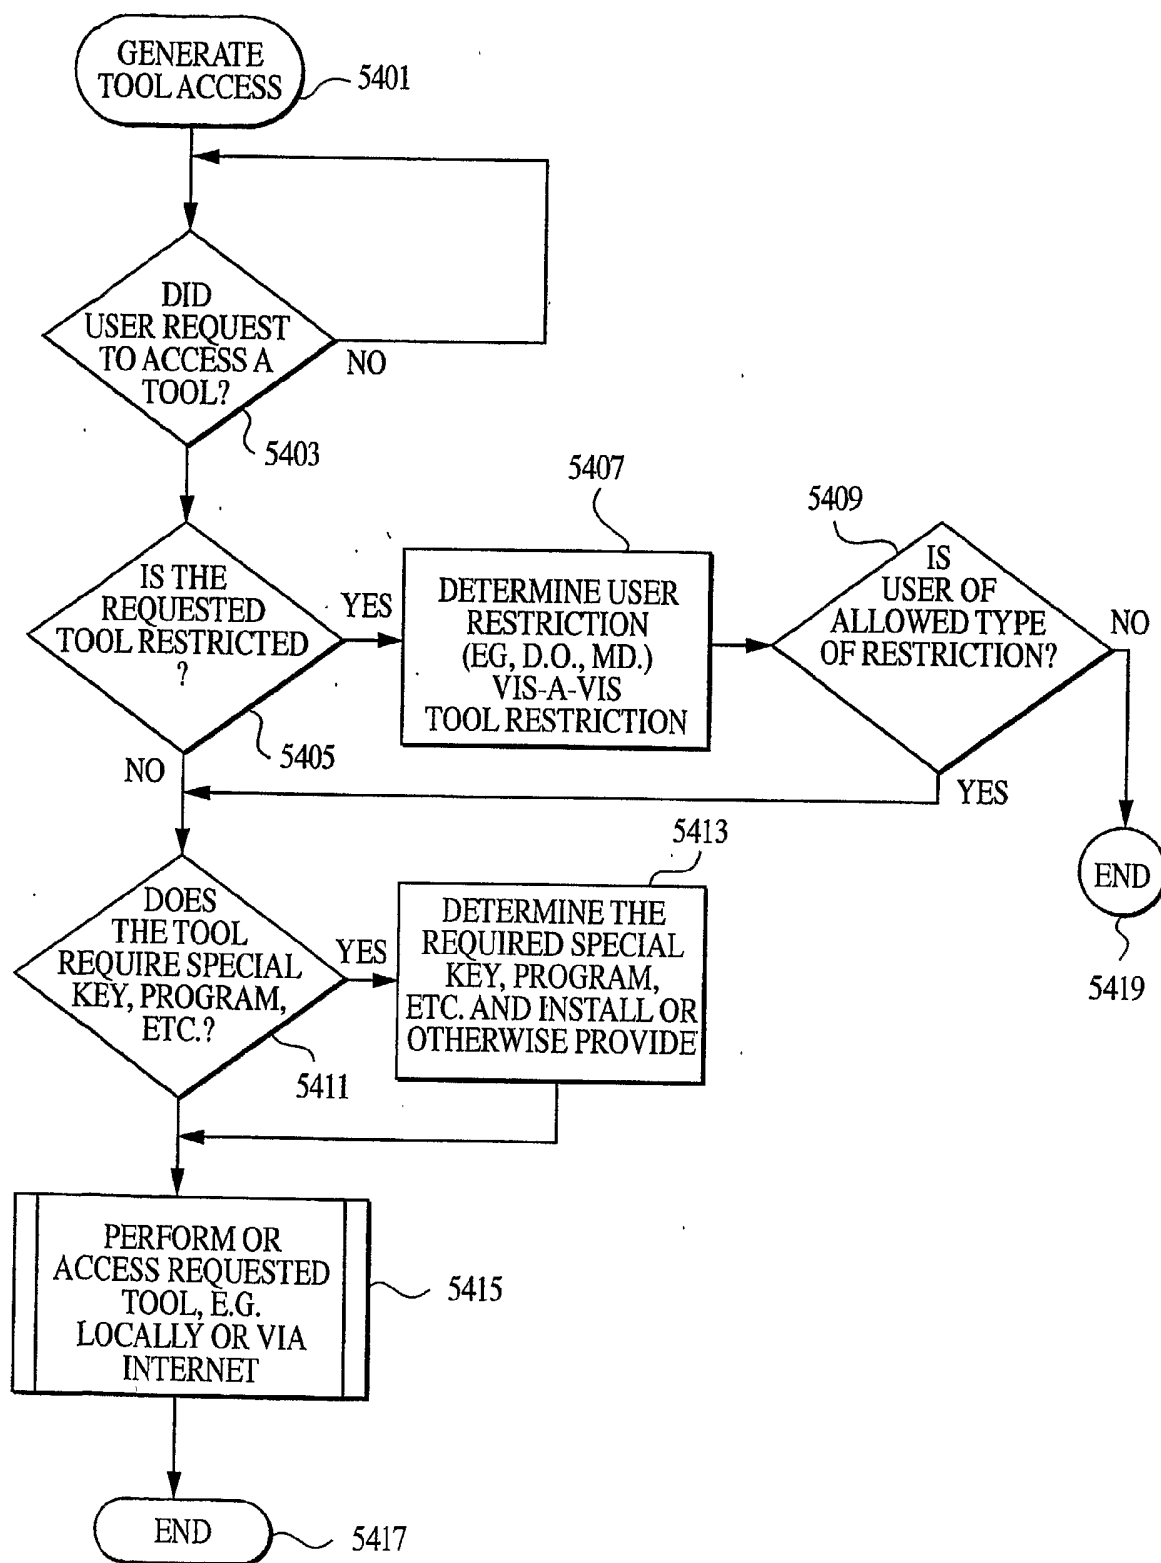 GENERATE
TOOL ACCESS
5401
DID
USER REQUEST
TO ACCESS A
TOOL?
NO
5403
IS THE
REQUESTED
TOOL RESTRICTED
?
YES
5405
NO
5407
DETERMINE USER
RESTRICTION
(EG, D.O., MD.)
VIS-A-VIS
TOOL RESTRICTION
5409
IS
USER OF
ALLOWED TYPE
OF RESTRICTION?
NO
YES
END
5419
DOES
THE TOOL
REQUIRE SPECIAL
KEY, PROGRAM,
ETC.?
YES
5411
5413
DETERMINE THE
REQUIRED SPECIAL
KEY, PROGRAM,
ETC. AND INSTALL OR
OTHERWISE PROVIDE
PERFORM OR
ACCESS REQUESTED
TOOL, E.G.
LOCALLY OR VIA
INTERNET
5415
END
5417